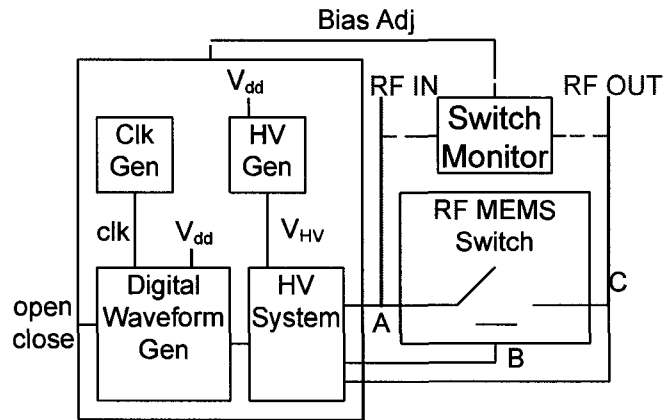 Bias Adj
V_dd
RF IN
RF OUT
Clk
Gen
HV
Gen
Switch
Monitor
RF MEMS
Switch
clk
V_dd
V_HV
C
open
close
Digital
Waveform
Gen
HV
System
A
B